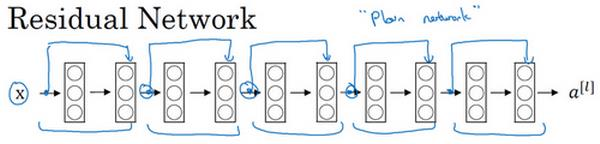 Residual Network
"Plain network"
x
a[l]